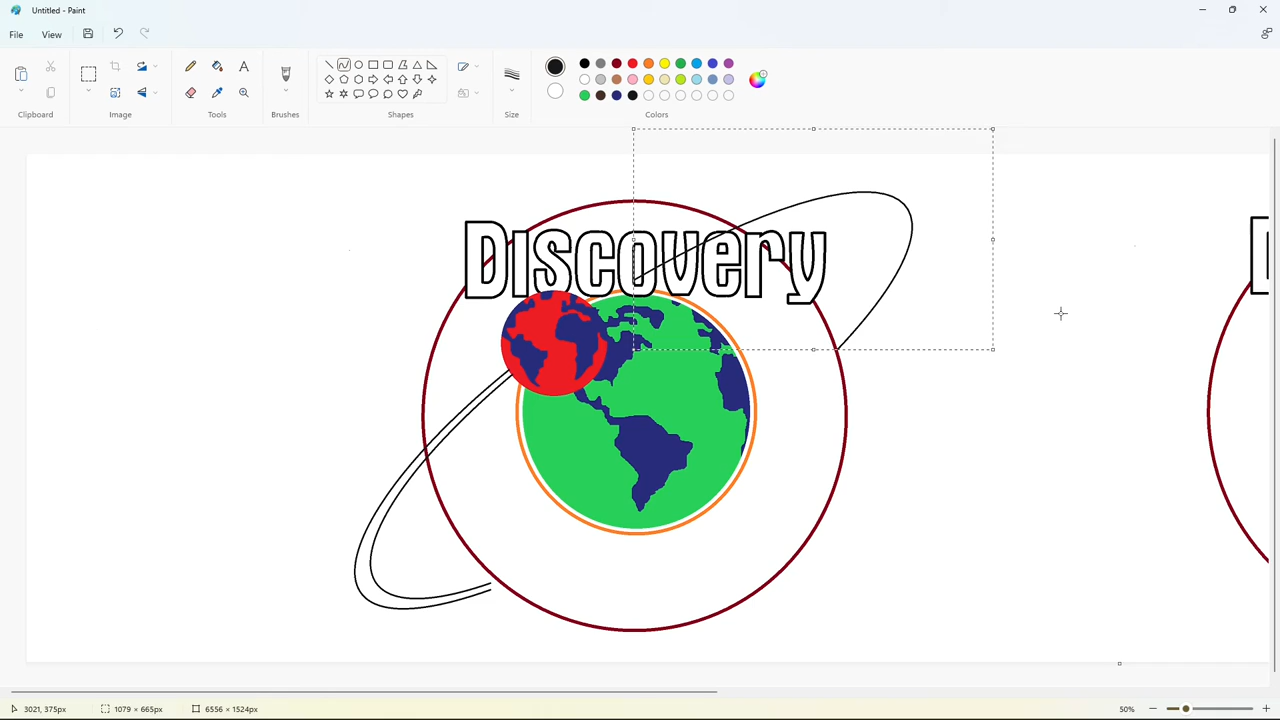 Untitled - Paint
File View
Clipboard Image Tools Brushes Shapes Size Colors
Discovery
D
3021, 375px 1079 × 665px 6556 × 1524px 50%